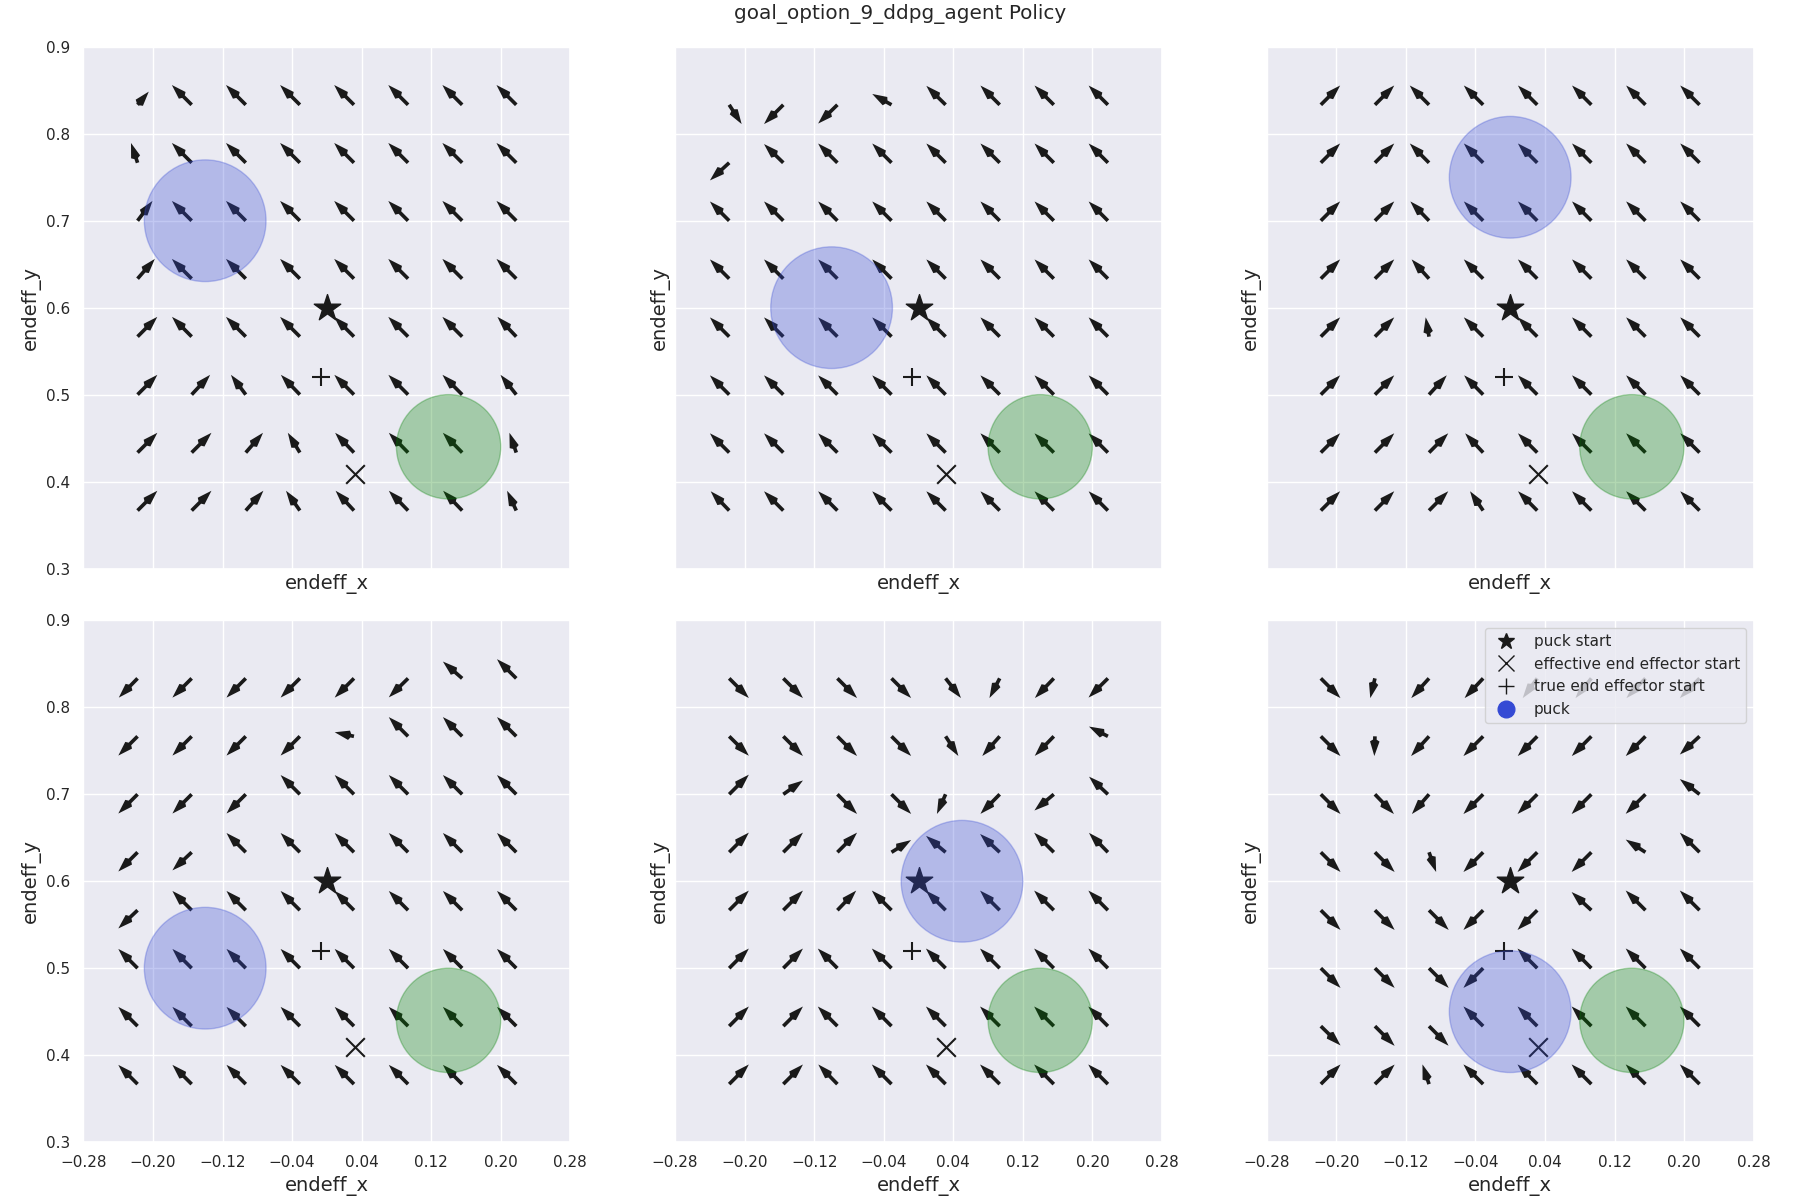 goal_option_9_ddpg_agent Policy
0.9
0.8
0.7
0.6
0.5
0.4
0.3
endeff_y
endeff_x
endeff_y
endeff_x
endeff_y
endeff_x
0.9
0.8
0.7
0.6
0.5
0.4
0.3
endeff_y
−0.28 −0.20 −0.12 −0.04 0.04 0.12 0.20 0.28
endeff_x
endeff_y
−0.28 −0.20 −0.12 −0.04 0.04 0.12 0.20 0.28
endeff_x
puck start
effective end effector start
true end effector start
puck
endeff_y
−0.28 −0.20 −0.12 −0.04 0.04 0.12 0.20 0.28
endeff_x